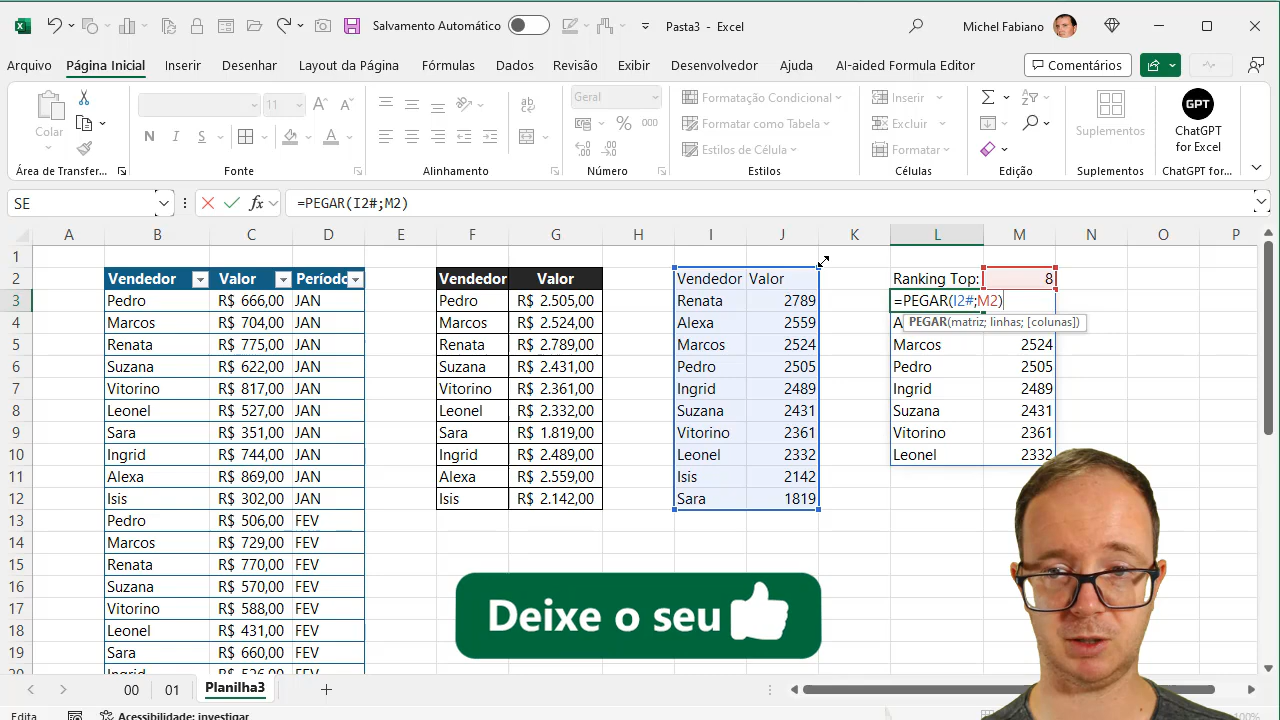 Salvamento Automático
Pasta3 - Excel
Michel Fabiano
Arquivo Página Inicial Inserir Desenhar Layout da Página Fórmulas Dados Revisão Exibir Desenvolvedor Ajuda AI-aided Formula Editor Comentários
Colar
11
N I S A
ab
Geral
% 000
Formatação Condicional
Formatar como Tabela
Estilos de Célula
Inserir
Excluir
Formatar
Suplementos
GPT
ChatGPT
for Excel
Área de Transfer... Fonte Alinhamento Número Estilos Células Edição Suplementos ChatGPT for...
SE fx =PEGAR(I2#;M2)
A B C D E F G H I J K L M N O P
1
2 Vendedor Valor Períod Vendedor Valor Vendedor Valor Ranking Top: 8
3 Pedro R$ 666,00 JAN Pedro R$ 2.505,00 Renata 2789 =PEGAR(I2#;M2)
PEGAR(matriz; linhas; [colunas])
4 Marcos R$ 704,00 JAN Marcos R$ 2.524,00 Alexa 2559 A
5 Renata R$ 775,00 JAN Renata R$ 2.789,00 Marcos 2524 Marcos 2524
6 Suzana R$ 622,00 JAN Suzana R$ 2.431,00 Pedro 2505 Pedro 2505
7 Vitorino R$ 817,00 JAN Vitorino R$ 2.361,00 Ingrid 2489 Ingrid 2489
8 Leonel R$ 527,00 JAN Leonel R$ 2.332,00 Suzana 2431 Suzana 2431
9 Sara R$ 351,00 JAN Sara R$ 1.819,00 Vitorino 2361 Vitorino 2361
10 Ingrid R$ 744,00 JAN Ingrid R$ 2.489,00 Leonel 2332 Leonel 2332
11 Alexa R$ 869,00 JAN Alexa R$ 2.559,00 Isis 2142
12 Isis R$ 302,00 JAN Isis R$ 2.142,00 Sara 1819
13 Pedro R$ 506,00 FEV
14 Marcos R$ 729,00 FEV
15 Renata R$ 770,00 FEV
16 Suzana R$ 570,00 FEV
17 Vitorino R$ 588,00 FEV
18 Leonel R$ 431,00 FEV
19 Sara R$ 660,00 FEV
Deixe o seu
00 01 Planilha3
Edita Acessibilidade: investigar
100%